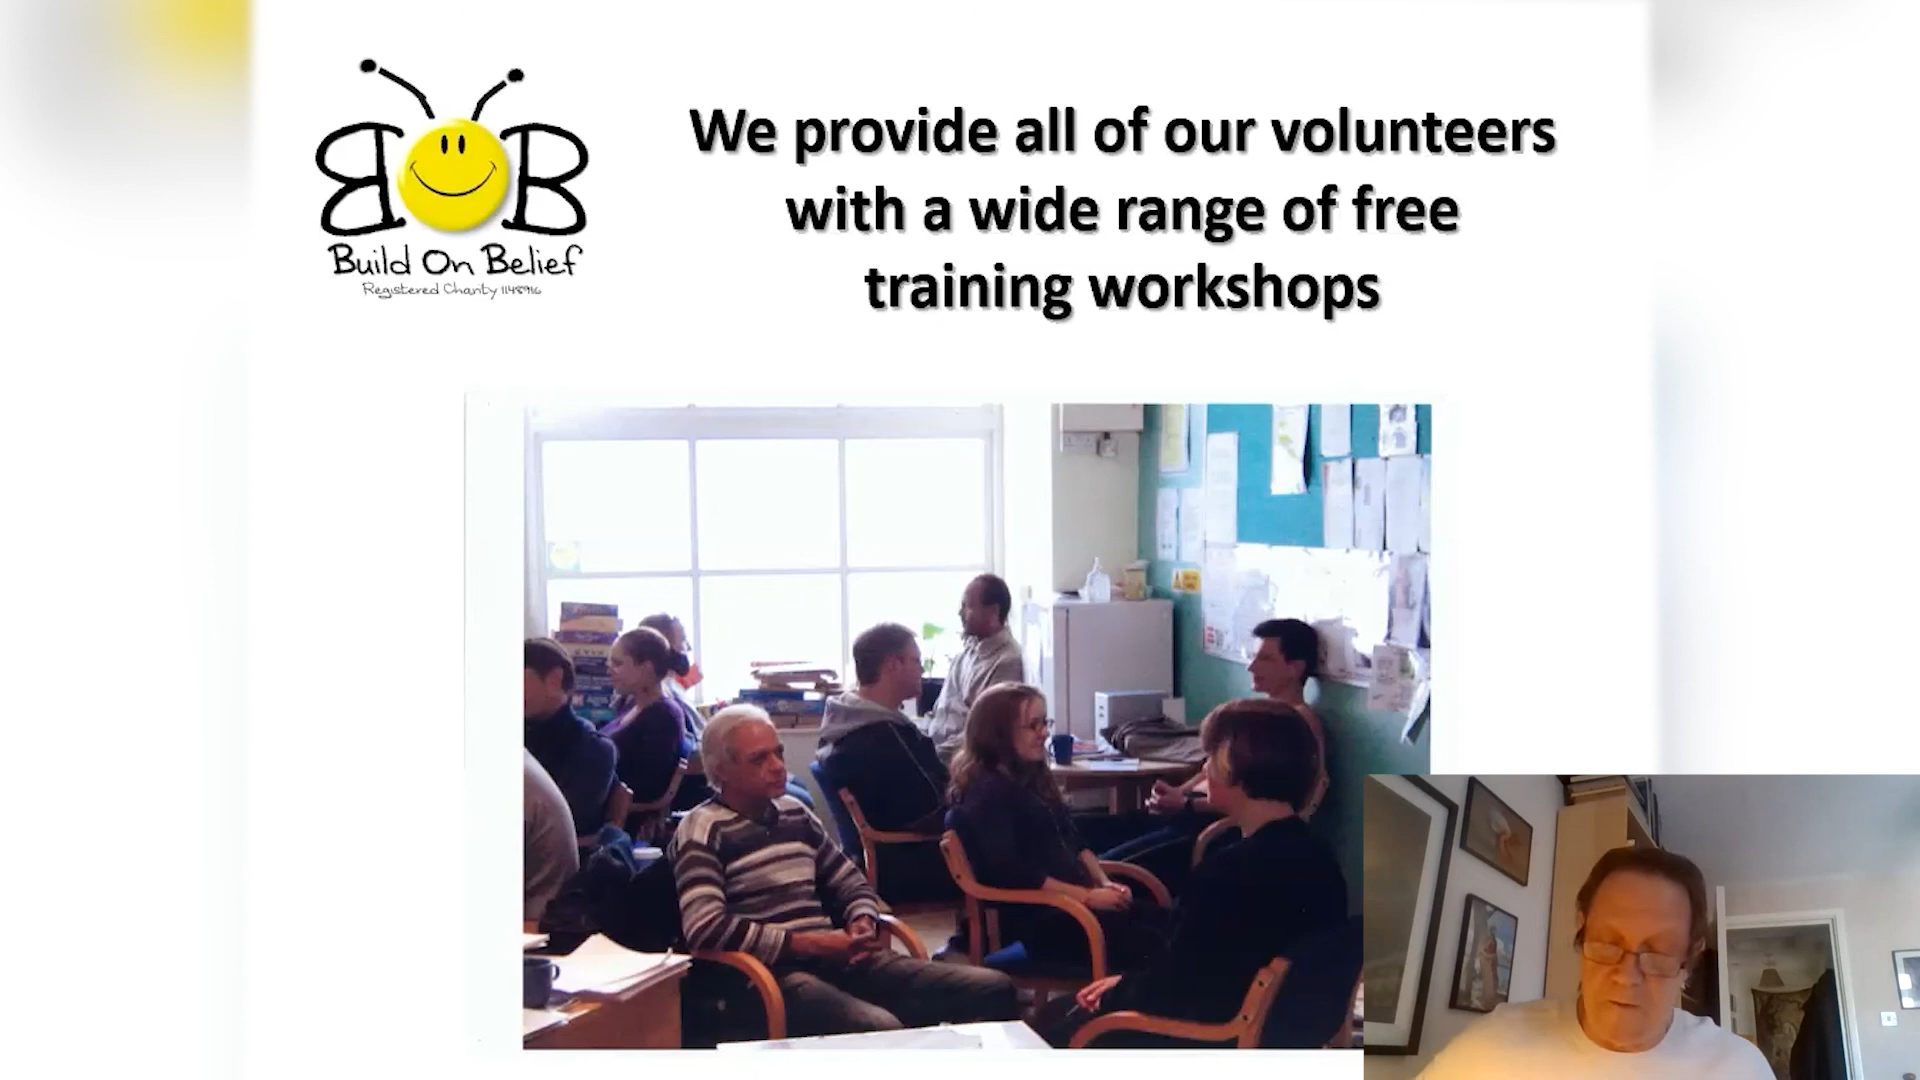 BOB
Build On Belief
Registered Charity 1148916
We provide all of our volunteers
with a wide range of free
training workshops